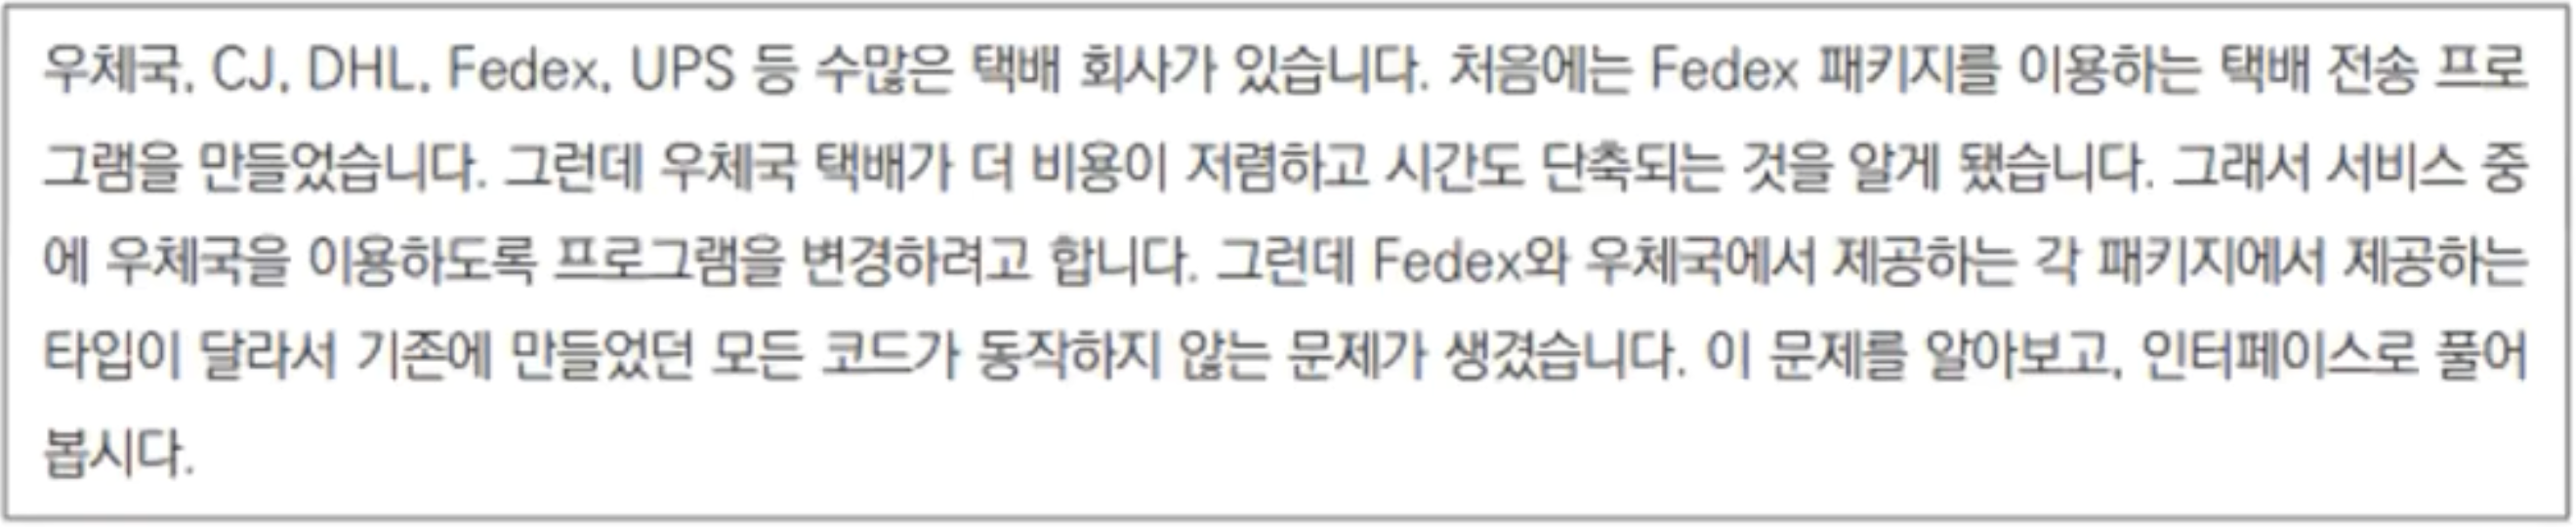 우체국, CJ, DHL, Fedex, UPS 등 수많은 택배 회사가 있습니다. 처음에는 Fedex 패키지를 이용하는 택배 전송 프로
그램을 만들었습니다. 그런데 우체국 택배가 더 비용이 저렴하고 시간도 단축되는 것을 알게 됐습니다. 그래서 서비스 중
에 우체국을 이용하도록 프로그램을 변경하려고 합니다. 그런데 Fedex와 우체국에서 제공하는 각 패키지에서 제공하는
타입이 달라서 기존에 만들었던 모든 코드가 동작하지 않는 문제가 생겼습니다. 이 문제를 알아보고, 인터페이스로 풀어
봅시다.